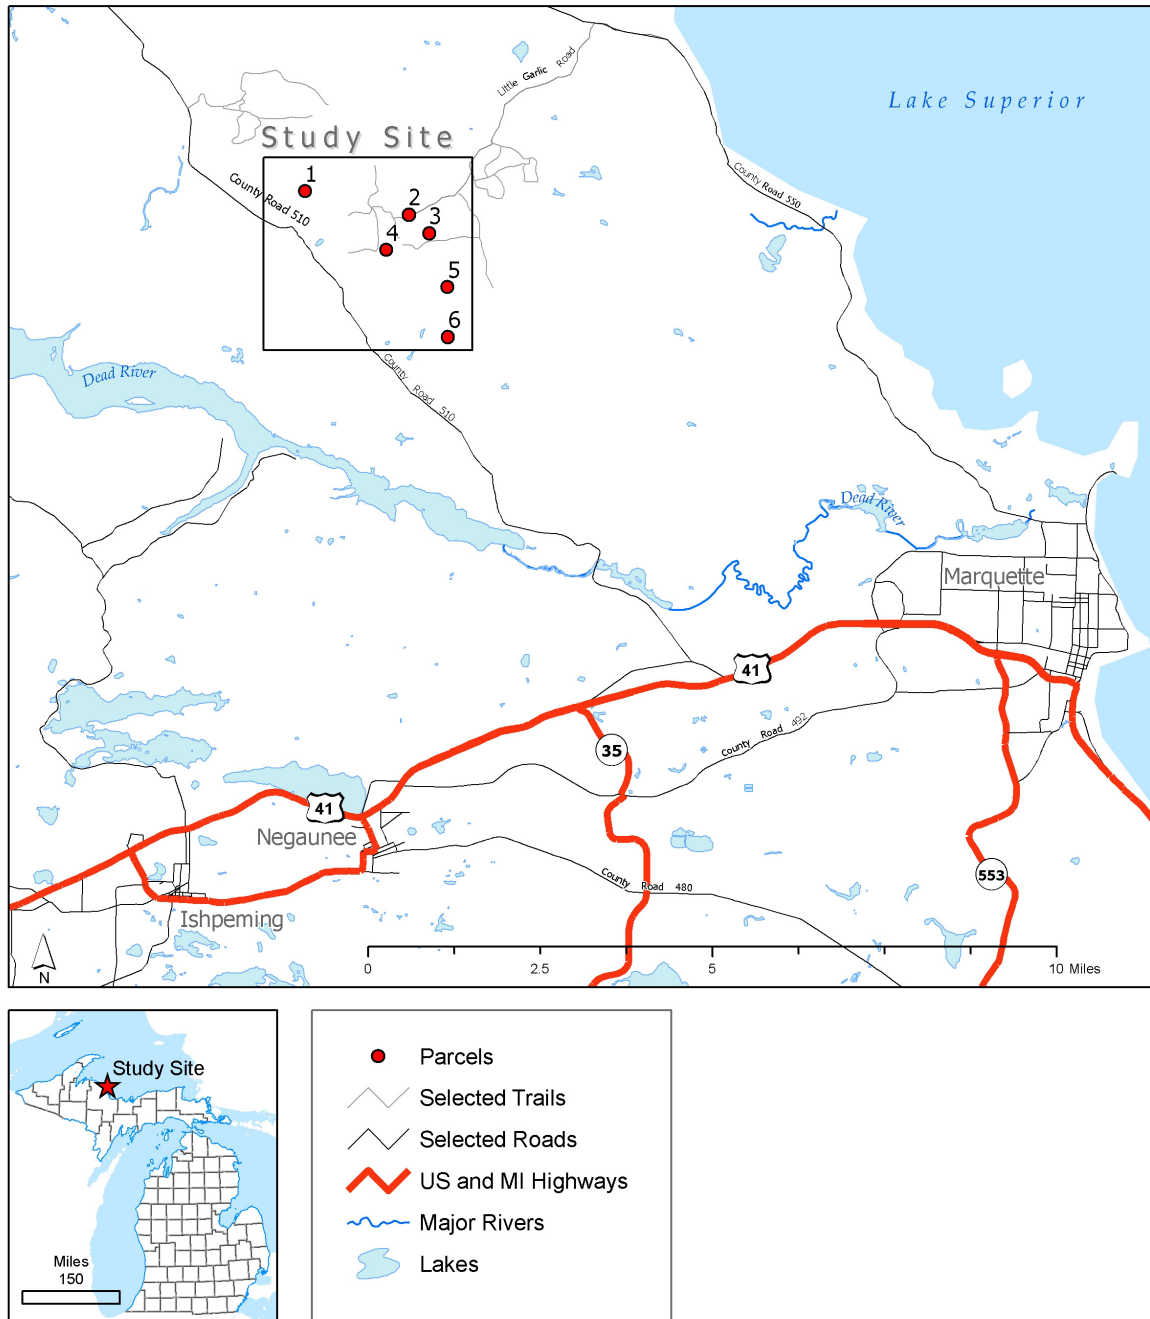 Lake Superior
Little Garlic Road
Study Site
County Road 550
County Road 510
1
2
3
4
5
6
County Road 510
Dead River
Dead River
Marquette
41
35
County Road 492
41
Negaunee
County Road 480
553
Ishpeming
N
0 2.5 5 10 Miles
Study Site
Miles
150
Parcels
Selected Trails
Selected Roads
US and MI Highways
Major Rivers
Lakes